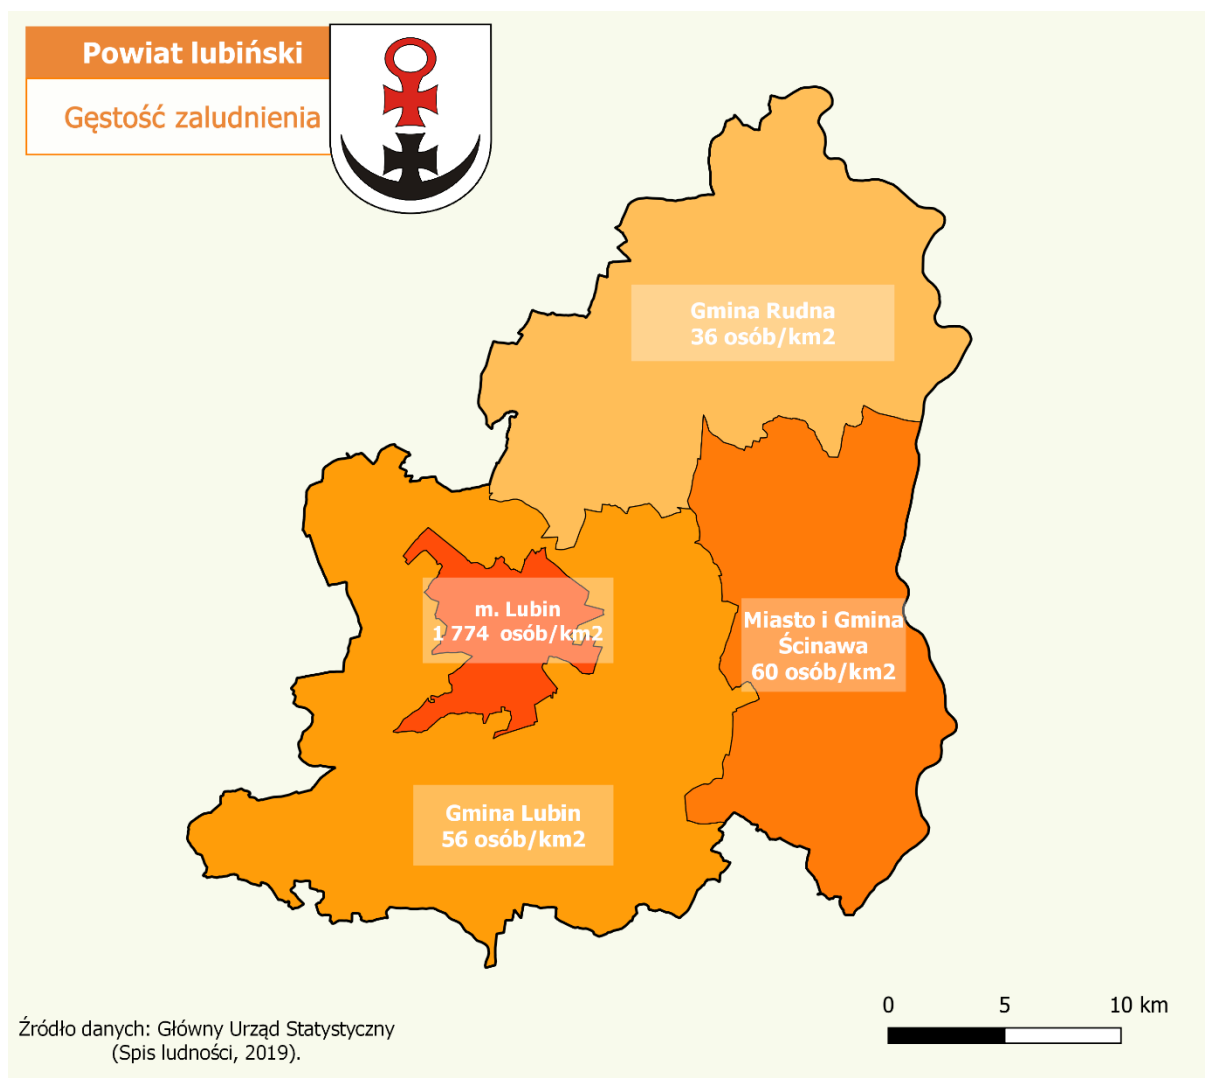 Powiat lubiński
Gęstość zaludnienia
Gmina Rudna
36 osób/km2
m. Lubin
1 774 osób/km2
Miasto i Gmina
Ścinawa
60 osób/km2
Gmina Lubin
56 osób/km2
0 5 10 km
Źródło danych: Główny Urząd Statystyczny
(Spis ludności, 2019).